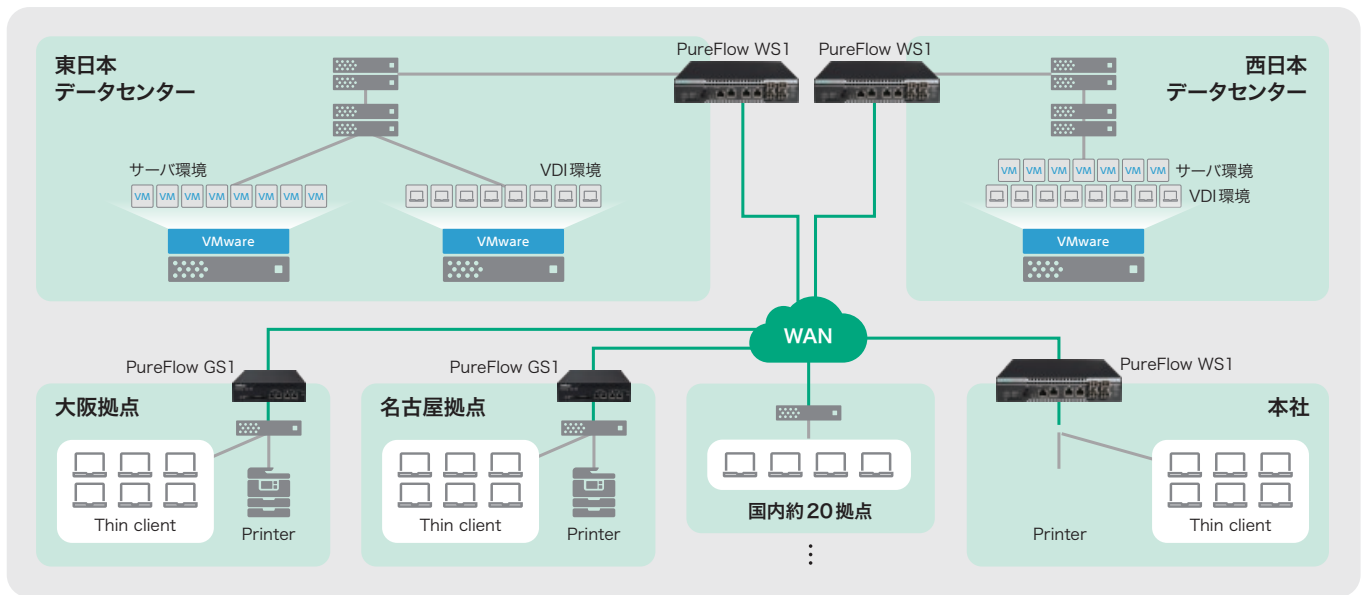 東日本
データセンター
PureFlow WS1
PureFlow WS1
西日本
データセンター
サーバ環境
VDI環境
VM VM VM VM VM VM VM VM
VMware
VMware
VM VM VM VM VM VM VM
サーバ環境
VDI環境
VMware
WAN
PureFlow GS1
大阪拠点
Thin client
Printer
PureFlow GS1
名古屋拠点
Thin client
Printer
国内約20拠点
⋮
PureFlow WS1
本社
Printer
Thin client